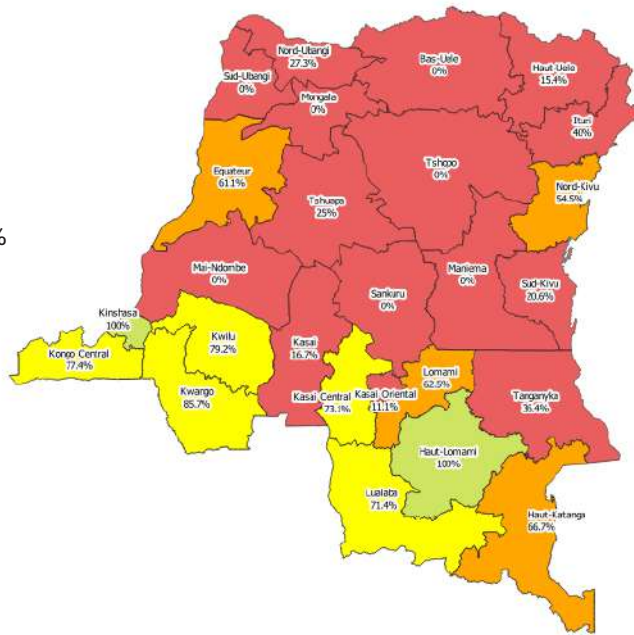 Nord-Ubangi
27.3%
Bas-Uele
0%
Haut-Uele
15.4%
Sud-Ubangi
0%
Mongala
0%
Ituri
40%
Equateur
61.1%
Tshopo
0%
Nord-Kivu
54.5%
Tshuapa
25%
%
Mai-Ndombe
0%
Maniema
0%
Sud-Kivu
20.6%
Sankuru
0%
Kinshasa
100%
Kongo Central
77.4%
Kwilu
79.2%
Kasai
16.7%
Kwargo
85.7%
Kasai Central
73.1%
Kasai Oriental
11.1%
Lomami
62.5%
Tanganyka
36.4%
Haut-Lomami
100%
Lualaba
71.4%
Haut-Katanga
66.7%